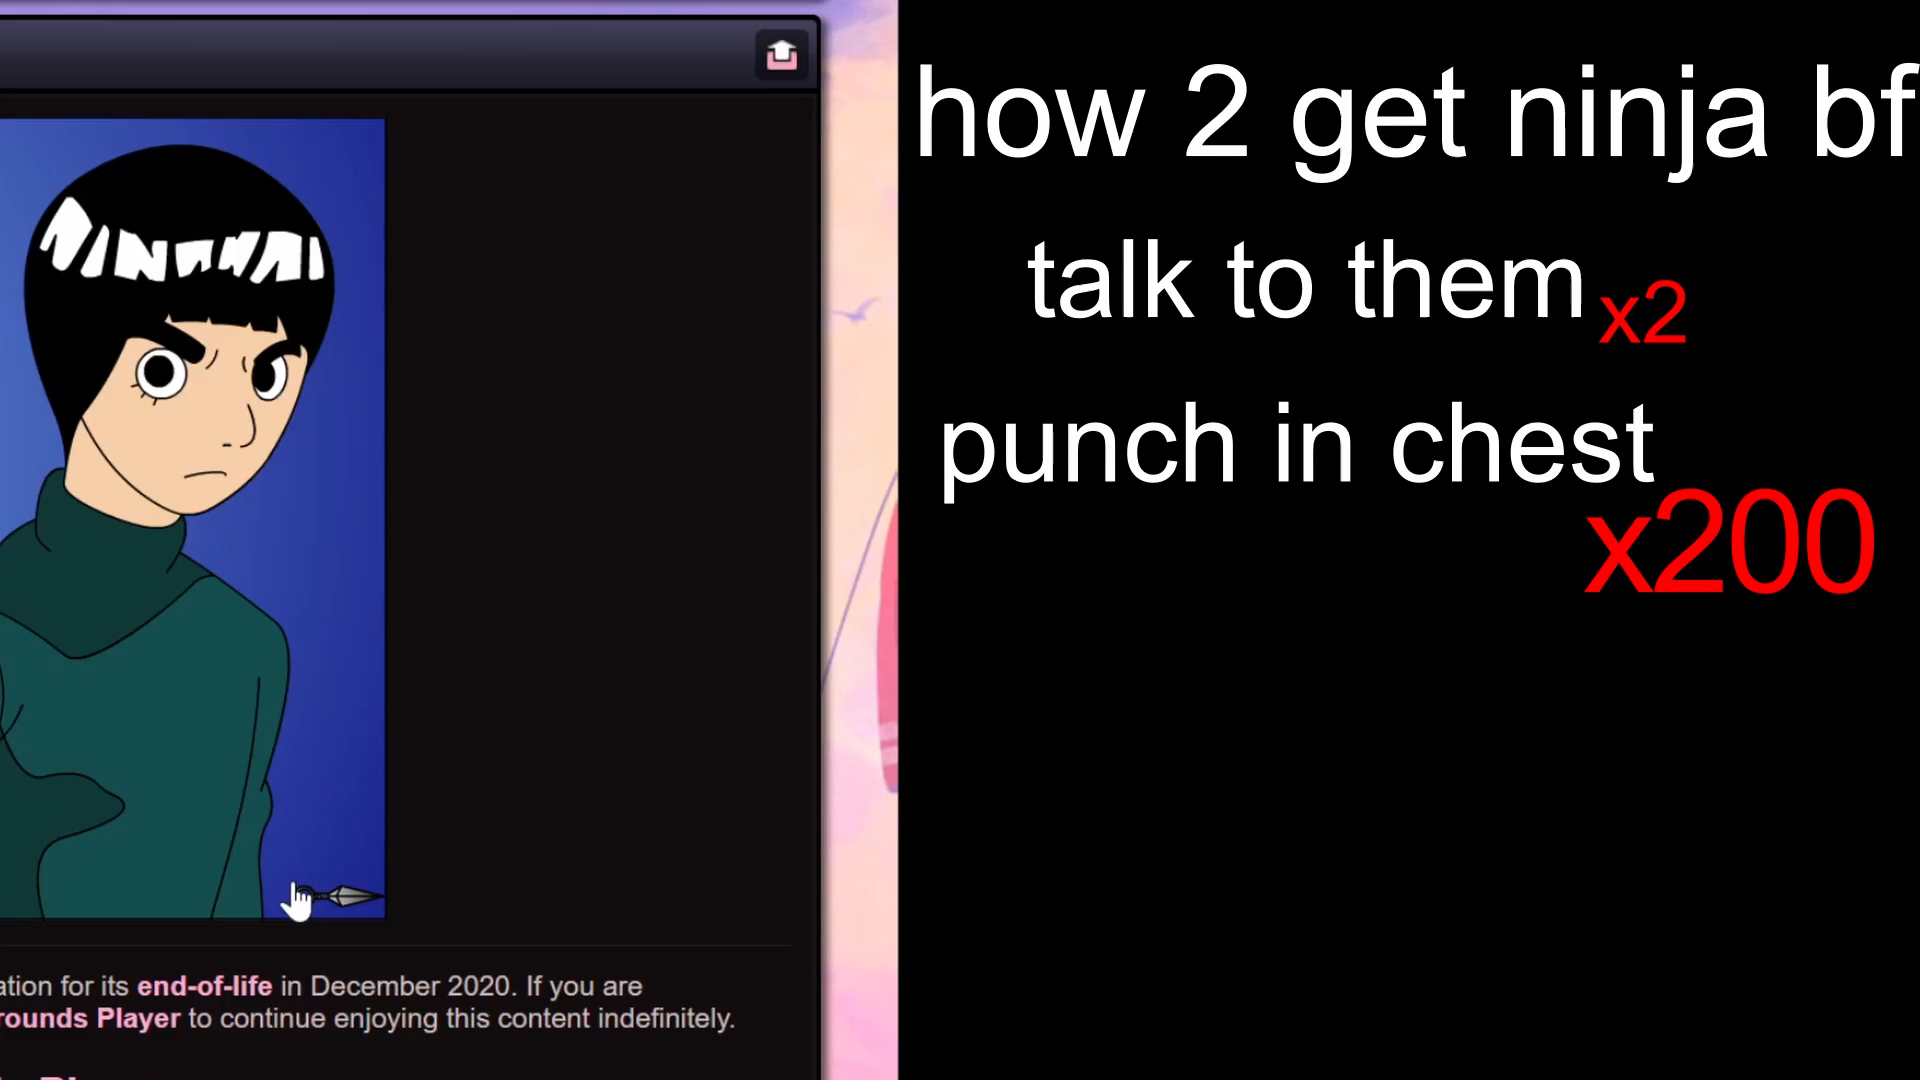 how 2 get ninja bf
talk to them x2
punch in chest
x200
ation for its end-of-life in December 2020. If you are
rounds Player to continue enjoying this content indefinitely.